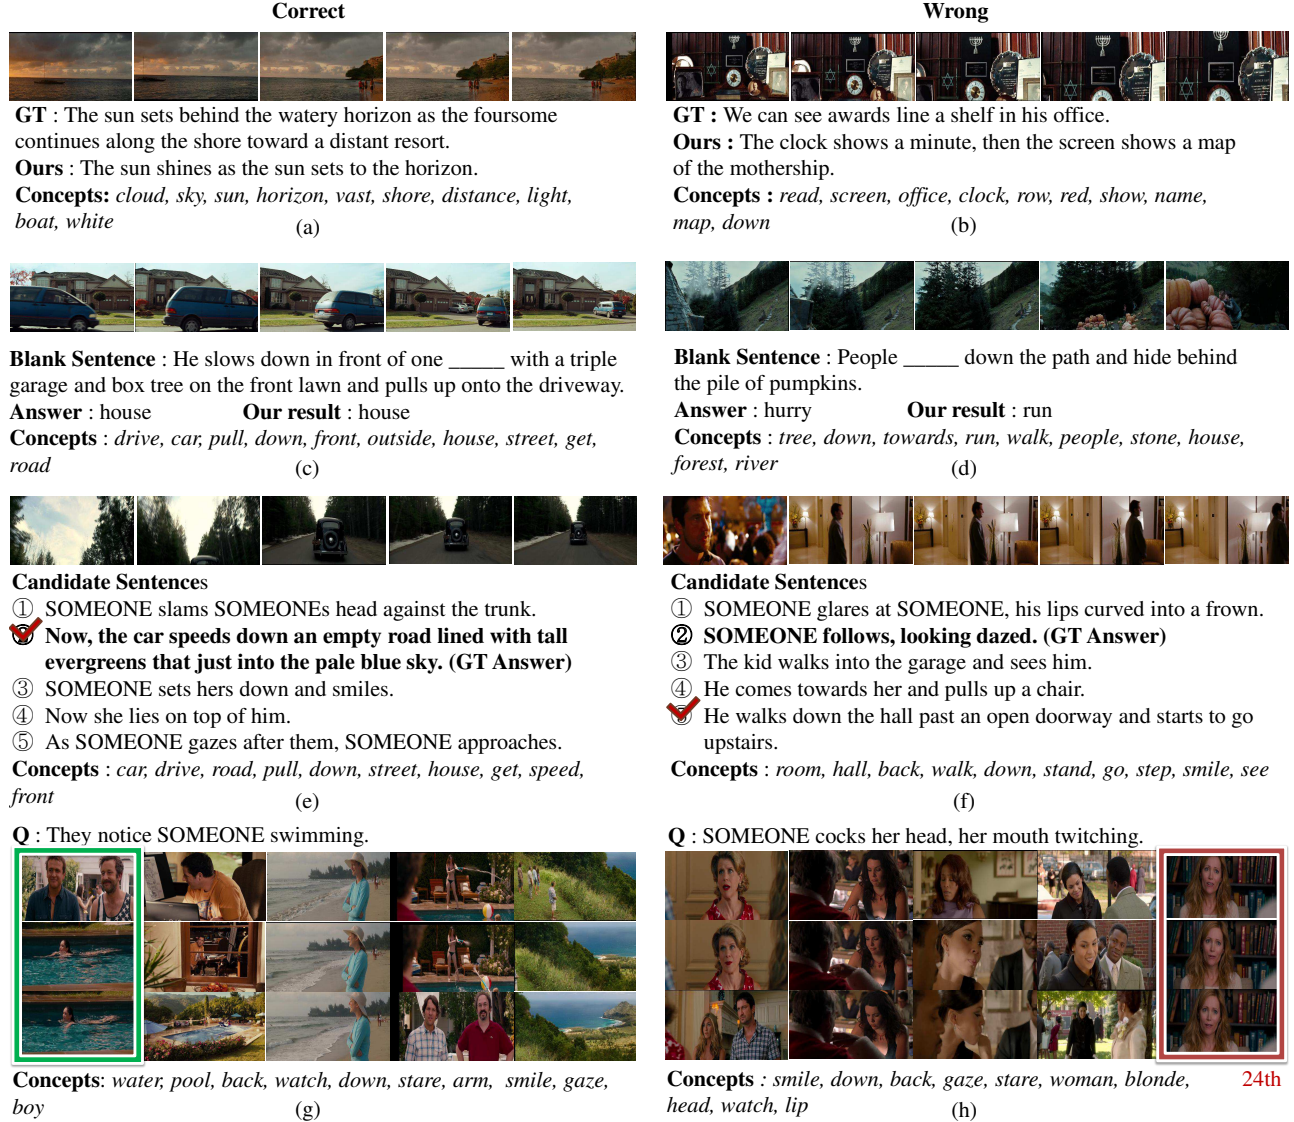 Correct
Wrong
GT : The sun sets behind the watery horizon as the foursome
continues along the shore toward a distant resort.
Ours : The sun shines as the sun sets to the horizon.
Concepts: cloud, sky, sun, horizon, vast, shore, distance, light,
boat, white
(a)
GT : We can see awards line a shelf in his office.
Ours : The clock shows a minute, then the screen shows a map
of the mothership.
Concepts : read, screen, office, clock, row, red, show, name,
map, down
(b)
Blank Sentence : He slows down in front of one _____ with a triple
garage and box tree on the front lawn and pulls up onto the driveway.
Answer : house Our result : house
Concepts : drive, car, pull, down, front, outside, house, street, get,
road
(c)
Blank Sentence : People _____ down the path and hide behind
the pile of pumpkins.
Answer : hurry Our result : run
Concepts : tree, down, towards, run, walk, people, stone, house,
forest, river
(d)
Candidate Sentences
① SOMEONE slams SOMEONEs head against the trunk.
② Now, the car speeds down an empty road lined with tall
evergreens that just into the pale blue sky. (GT Answer)
③ SOMEONE sets hers down and smiles.
④ Now she lies on top of him.
⑤ As SOMEONE gazes after them, SOMEONE approaches.
Concepts : car, drive, road, pull, down, street, house, get, speed,
front
(e)
Candidate Sentences
① SOMEONE glares at SOMEONE, his lips curved into a frown.
② SOMEONE follows, looking dazed. (GT Answer)
③ The kid walks into the garage and sees him.
④ He comes towards her and pulls up a chair.
⑤ He walks down the hall past an open doorway and starts to go
upstairs.
Concepts : room, hall, back, walk, down, stand, go, step, smile, see
(f)
Q : They notice SOMEONE swimming.
Concepts: water, pool, back, watch, down, stare, arm, smile, gaze,
boy
(g)
Q : SOMEONE cocks her head, her mouth twitching.
Concepts : smile, down, back, gaze, stare, woman, blonde,
head, watch, lip
24th
(h)